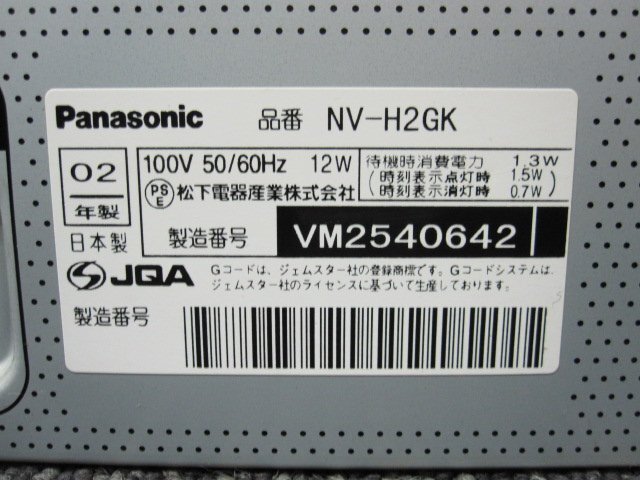 Panasonic 品番 NV-H2GK
02
年製
日本製
100V 50/60Hz 12W
PSE 松下電器産業株式会社
待機時消費電力 1.3W
(時刻表示点灯時 1.5W)
(時刻表示消灯時 0.7W)
製造番号 VM2540642
JQA
Gコードは、ジェムスター社の登録商標です。Gコードシステムは、
ジェムスター社のライセンスに基づいて生産しております。
製造番号